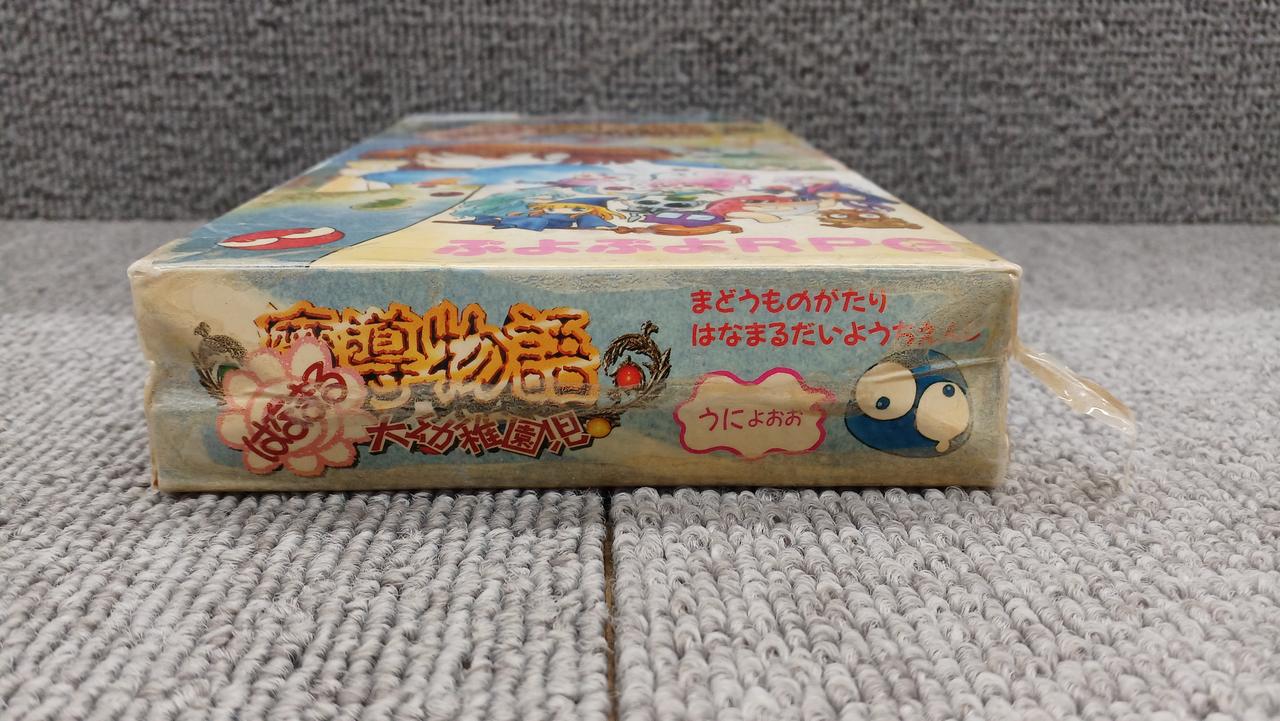 ぷよぷよRPG
魔導物語
はなまる
大幼稚園児
まどうものがたり
はなまるだいようちえんじ
うにょおお